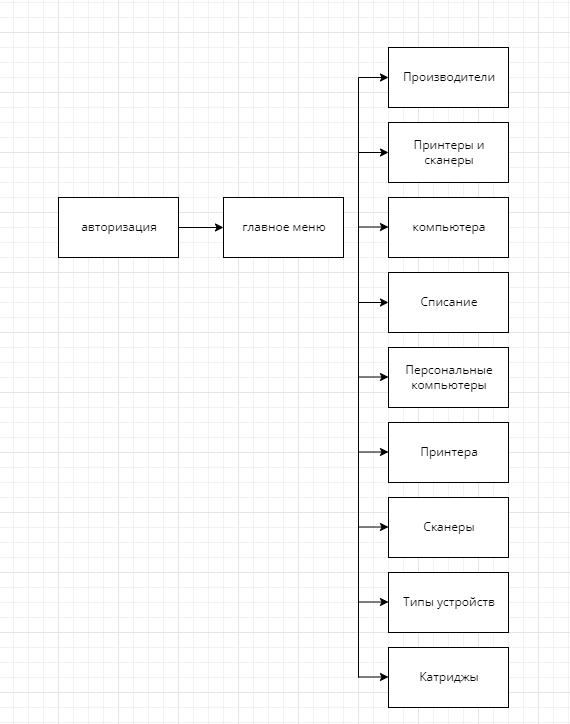 авторизация
главное меню
Производители
Принтеры и
сканеры
компьютера
Списание
Персональные
компьютеры
Принтера
Сканеры
Типы устройств
Катриджы